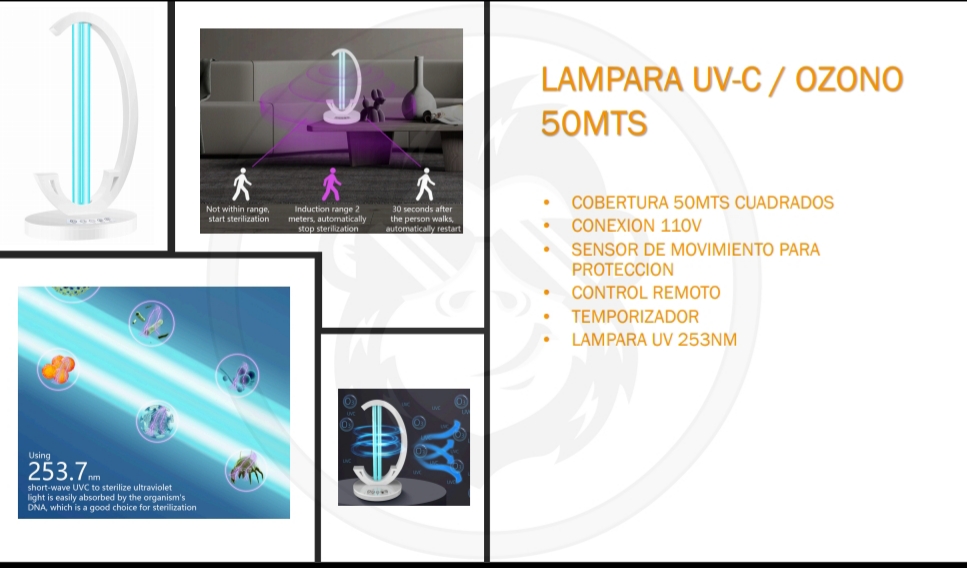 LAMPARA UV-C / OZONO
50MTS
• COBERTURA 50MTS CUADRADOS
• CONEXION 110V
• SENSOR DE MOVIMIENTO PARA
PROTECCION
• CONTROL REMOTO
• TEMPORIZADOR
• LAMPARA UV 253NM
Not within range,
start sterilization
Induction range 2
meters, automatically
stop sterilization
30 seconds after
the person walks,
automatically restart
Using
253.7nm
short-wave UVC to sterilize ultraviolet
light is easily absorbed by the organism's
DNA, which is a good choice for sterilization